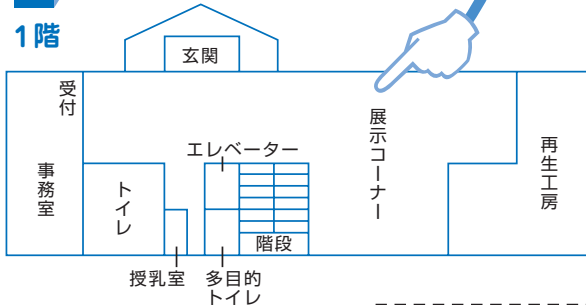 1階
玄関
受付
事務室
トイレ
授乳室
エレベーター
多目的
トイレ
階段
展示コーナー
再生工房